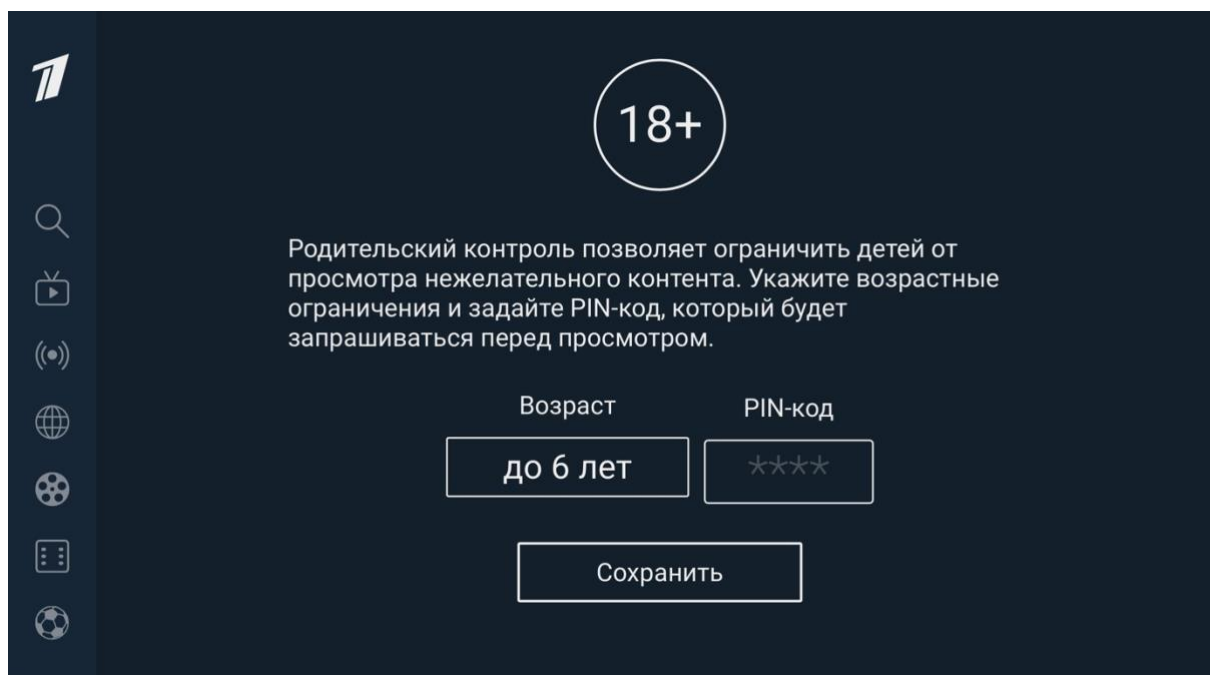 18+
Родительский контроль позволяет ограничить детей от
просмотра нежелательного контента. Укажите возрастные
ограничения и задайте PIN-код, который будет
запрашиваться перед просмотром.
Возраст PIN-код
до 6 лет ****
Сохранить